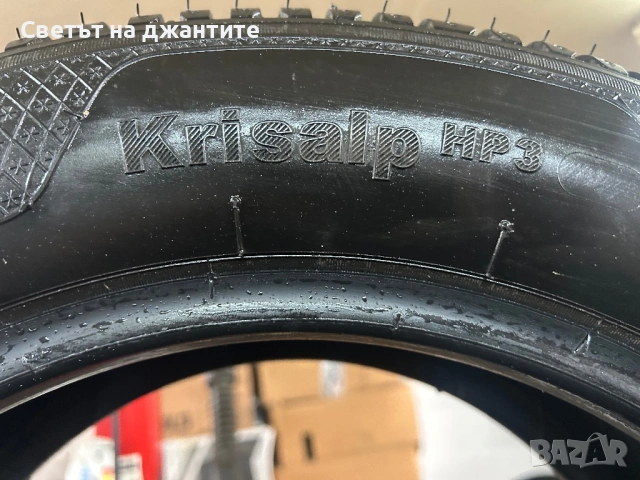 Светът на джантите
Krisalp HP3
BAZAR